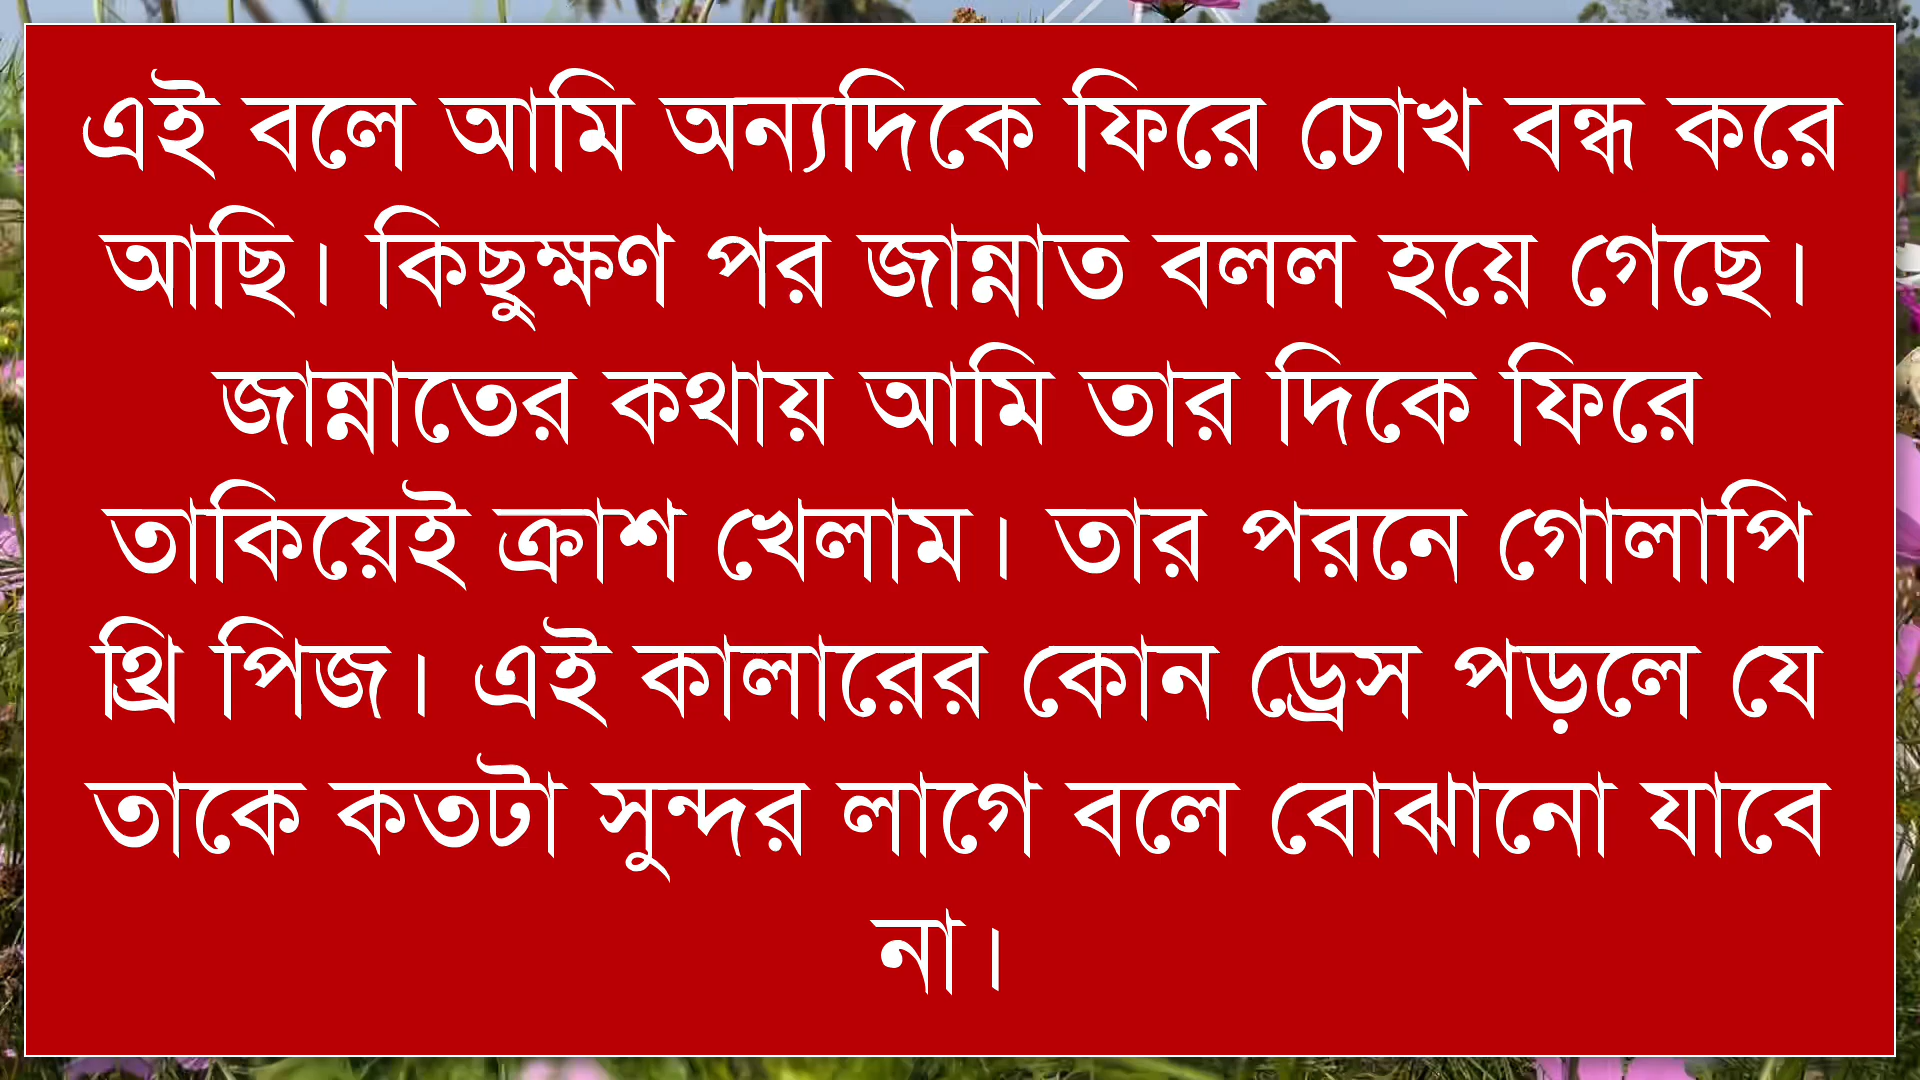 এই বলে আমি অন্যদিকে ফিরে চোখ বন্ধ করে
আছি। কিছুক্ষণ পর জান্নাত বলল হয়ে গেছে।
জান্নাতের কথায় আমি তার দিকে ফিরে
তাকিয়েই ক্রাশ খেলাম। তার পরনে গোলাপি
থ্রি পিজ। এই কালারের কোন ড্রেস পড়লে যে
তাকে কতটা সুন্দর লাগে বলে বোঝানো যাবে
না।